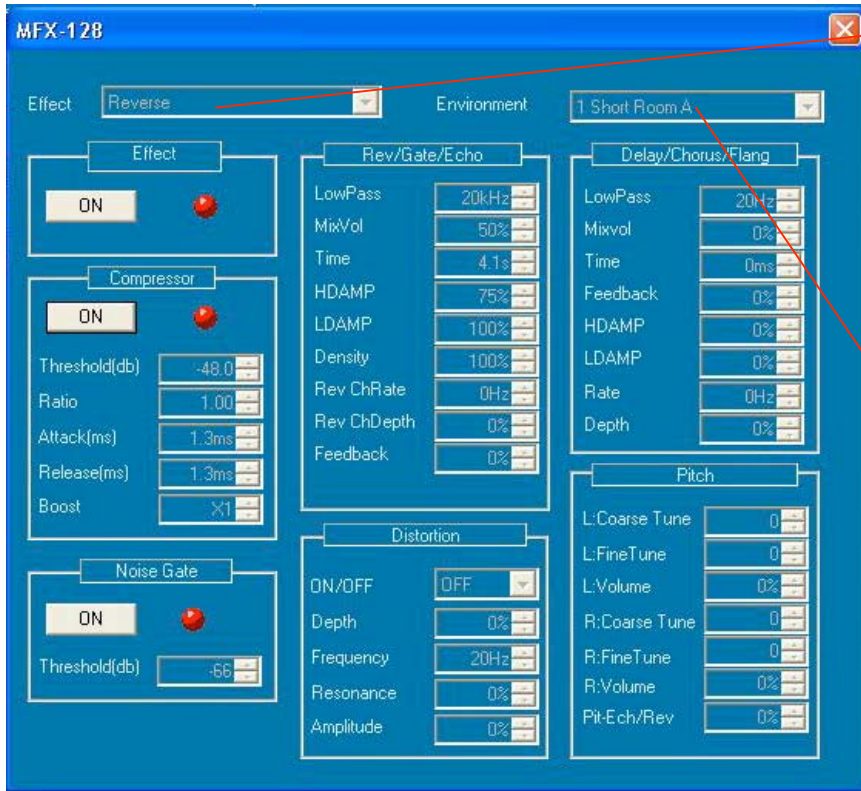 MFX-128
Effect Reverse Environment 1 Short Room A
Effect
ON
Compressor
ON
Threshold(db) -48.0
Ratio 1.00
Attack(ms) 1.3ms
Release(ms) 1.3ms
Boost X1
Noise Gate
ON
Threshold(db) -66
Rev/Gate/Echo
LowPass 20kHz
MixVol 50%
Time 4.1s
HDAMP 75%
LDAMP 100%
Density 100%
Rev ChRate 0Hz
Rev ChDepth 0%
Feedback 0%
Distortion
ON/OFF OFF
Depth 0%
Frequency 20Hz
Resonance 0%
Amplitude 0%
Delay/Chorus/Flang
LowPass 20Hz
Mixvol 0%
Time 0ms
Feedback 0%
HDAMP 0%
LDAMP 0%
Rate 0Hz
Depth 0%
Pitch
L:Coarse Tune 0
L:FineTune 0
L:Volume 0%
R:Coarse Tune 0
R:FineTune 0
R:Volume 0%
Pit-Ech/Rev 0%